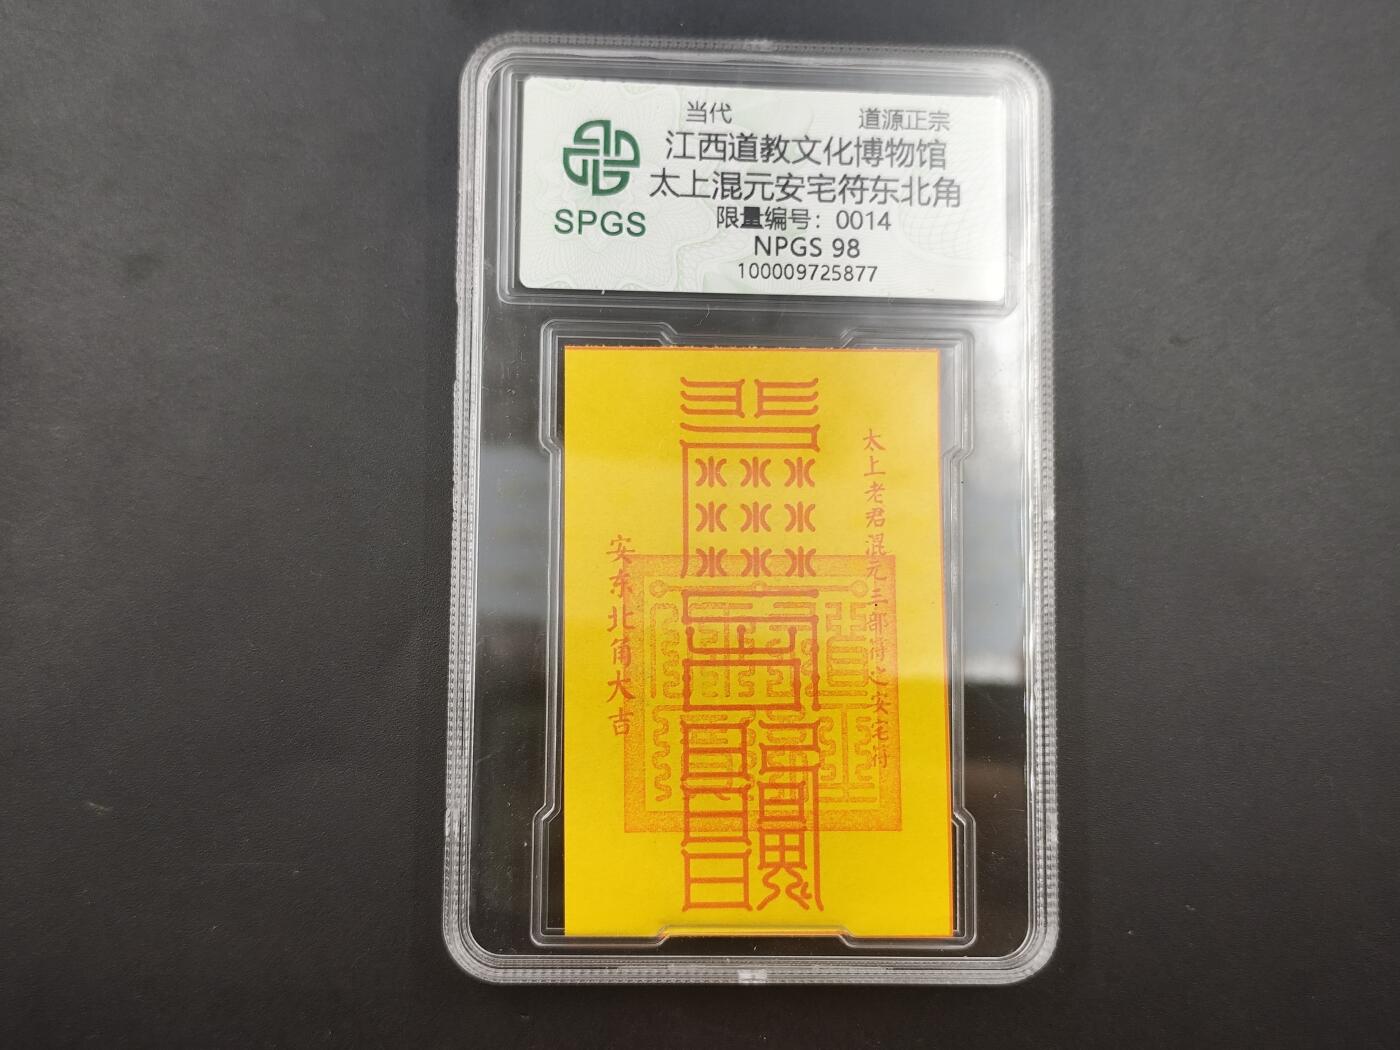 当代 道源正宗
江西道教文化博物馆
太上混元安宅符东北角
限量编号：0014
NPGS 98
100009725877
SPGS
太上老君混元三部符之安宅符
安东北角大吉